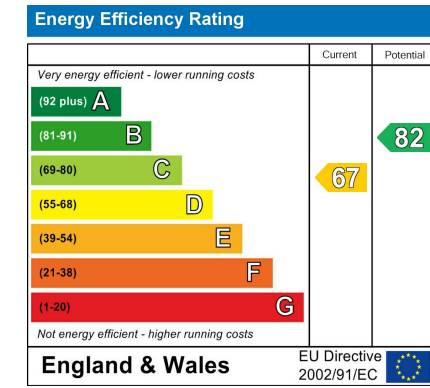 Energy Efficiency Rating
Current Potential
Very energy efficient - lower running costs
(92 plus) A
(81-91) B
82
(69-80) C
67
(55-68) D
(39-54) E
(21-38) F
(1-20) G
Not energy efficient - higher running costs
England & Wales
EU Directive
2002/91/EC